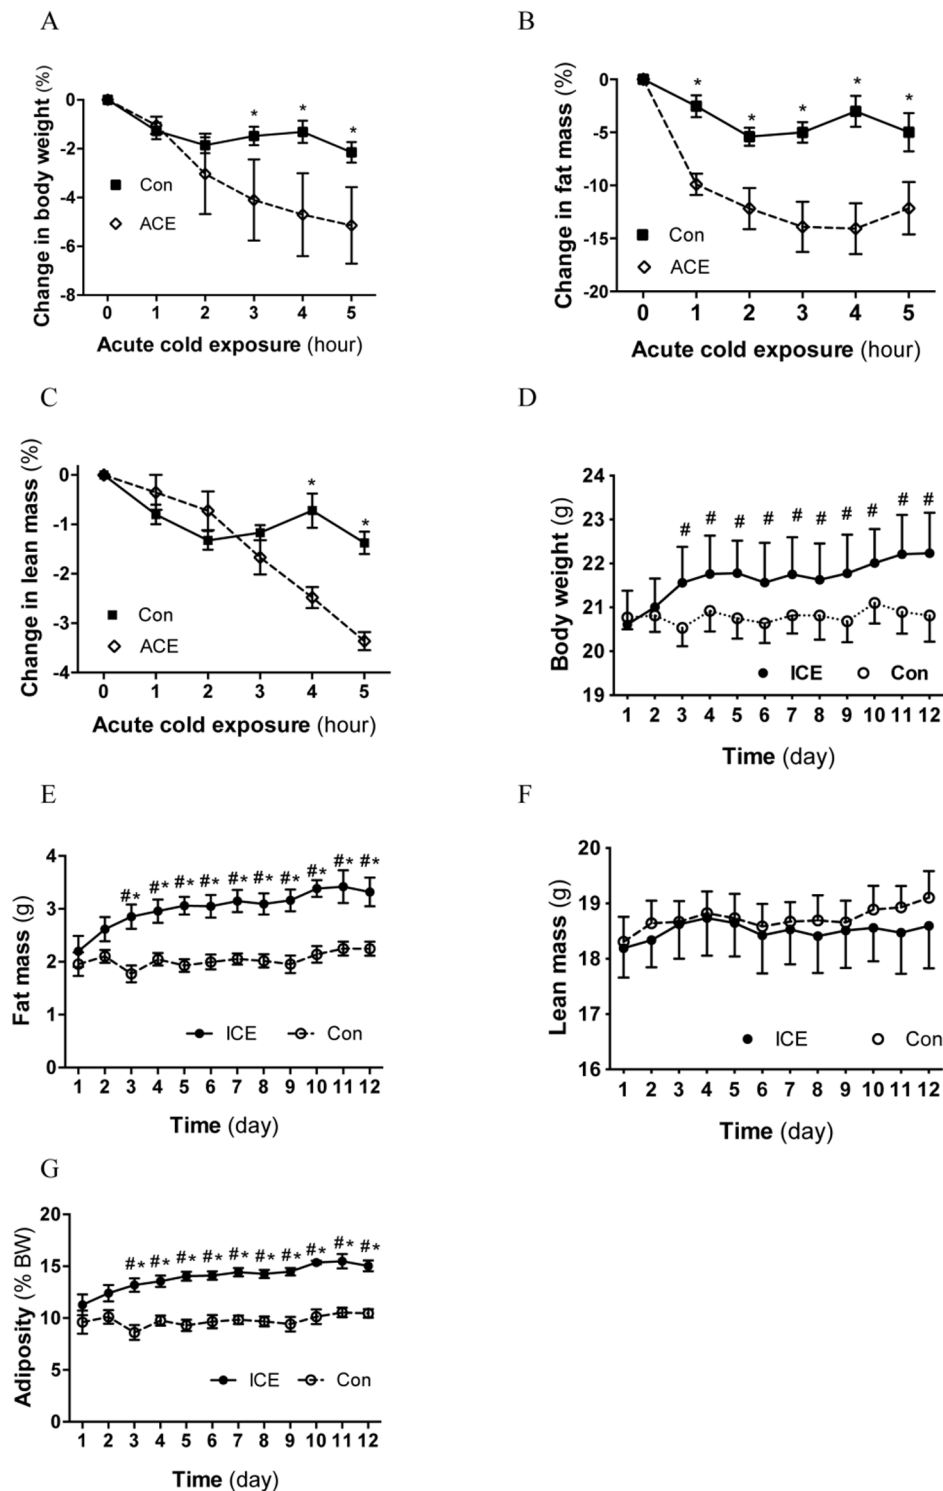 A
Change in body weight (%)
0
-2
-4
-6
-8
* * *
Con
ACE
0 1 2 3 4 5
Acute cold exposure (hour)
B
Change in fat mass (%)
0
-5
-10
-15
-20
* * * * *
Con
ACE
0 1 2 3 4 5
Acute cold exposure (hour)
C
Change in lean mass (%)
0
-1
-2
-3
-4
* *
Con
ACE
0 1 2 3 4 5
Acute cold exposure (hour)
D
Body weight (g)
24
23
22
21
20
19
# # # # # # # # # #
ICE Con
1 2 3 4 5 6 7 8 9 10 11 12
Time (day)
E
Fat mass (g)
4
3
2
1
0
#* #* #* #* #* #* #* #* #* #*
ICE Con
1 2 3 4 5 6 7 8 9 10 11 12
Time (day)
F
Lean mass (g)
20
19
18
17
16
ICE Con
1 2 3 4 5 6 7 8 9 10 11 12
Time (day)
G
Adiposity (% BW)
20
15
10
5
0
#* #* #* #* #* #* #* #* #* #*
ICE Con
1 2 3 4 5 6 7 8 9 10 11 12
Time (day)